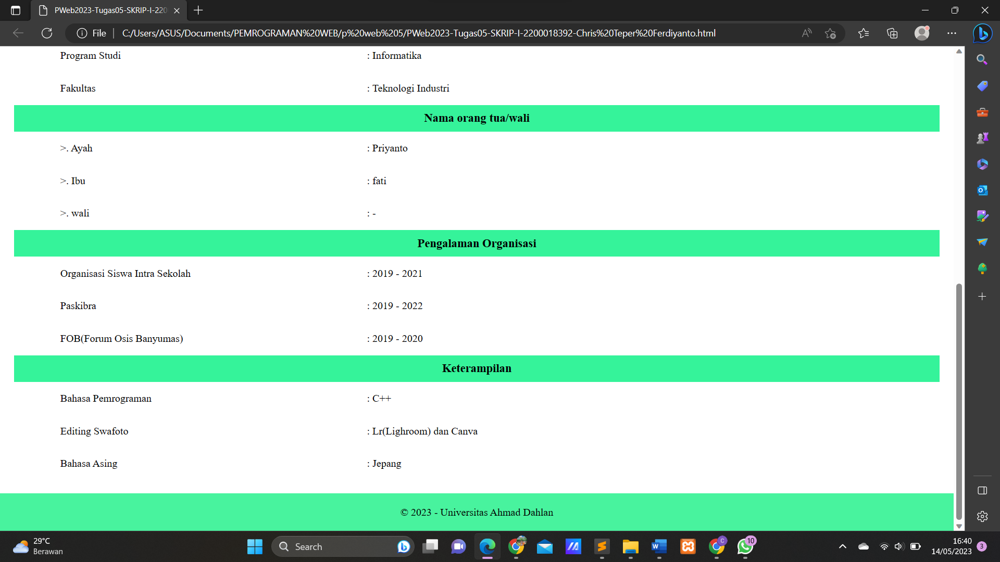 PWeb2023-Tugas05-SKRIP-I-220
File
C:/Users/ASUS/Documents/PEMROGRAMAN%20WEB/p%20web%205/PWeb2023-Tugas05-SKRIP-I-2200018392-Chris%20Teper%20Ferdiyanto.html
Program Studi : Informatika
Fakultas : Teknologi Industri
Nama orang tua/wali
>. Ayah : Priyanto
>. Ibu : fati
>. wali : -
Pengalaman Organisasi
Organisasi Siswa Intra Sekolah : 2019 - 2021
Paskibra : 2019 - 2022
FOB(Forum Osis Banyumas) : 2019 - 2020
Keterampilan
Bahasa Pemrograman : C++
Editing Swafoto : Lr(Lighroom) dan Canva
Bahasa Asing : Jepang
© 2023 - Universitas Ahmad Dahlan
29°C
Berawan
Search
10
16:40
14/05/2023
3